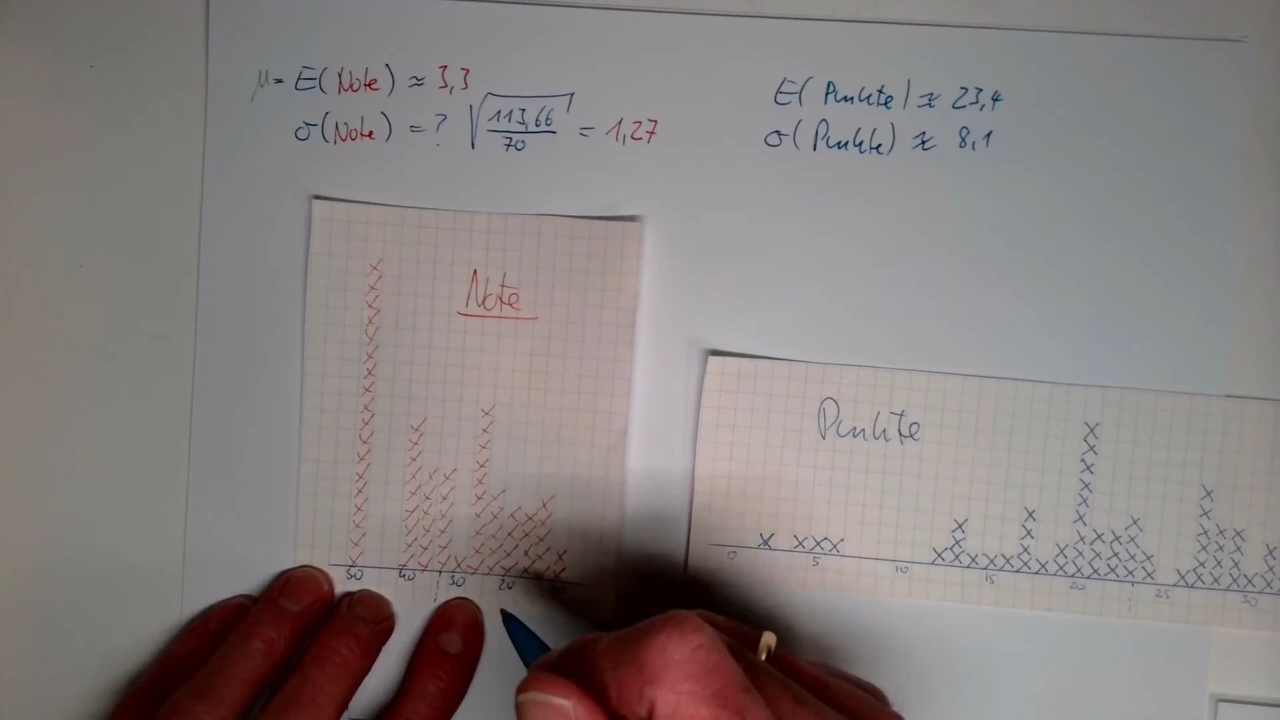 μ = E(Note) ≈ 3,3
σ(Note) = ? √(113,66 / 70) = 1,27
E(Punkte) ≈ 23,4
σ(Punkte) ≈ 8,1
Note
50 40 30 20
Punkte
0 5 10 15 20 25 30